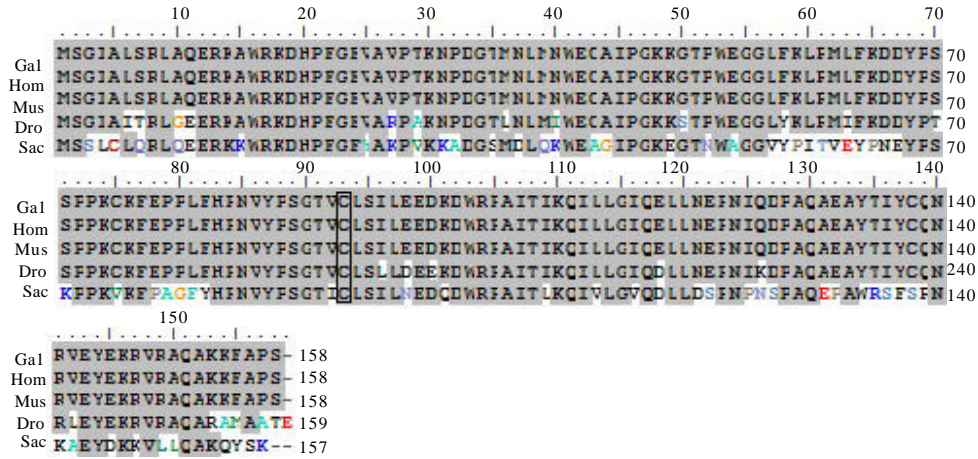 10 20 30 40 50 60 70
Gal MSGIALSRLAQERKAWRKDHPFGFVAVPTKNPDGTMNLMNWECAIPGKKGTPWEGGLFKLRMLFKDDYPS 70
Hom MSGIALSRLAQERKAWRKDHPFGFVAVPTKNPDGTMNLMNWECAIPGKKGTPWEGGLFKLRMLFKDDYPS 70
Mus MSGIALSRLAQERKAWRKDHPFGFVAVPTKNPDGTMNLMNWECAIPGKKGTPWEGGLFKLRMLFKDDYPS 70
Dro MSGIAITRLGEERKAWRKDHPFGFVARPAKNPDGTLNLMIWECAIPGKKSTPWEGGLYKLRMIFKDDYPT 70
Sac MSSLCLQRLQEERKKWRKDHPFGFYAKPVKKADGSMDLQKWEAGIPGKEGTNWAGGVYPITVEYPNEYPS 70
80 90 100 110 120 130 140
Gal SPPKCKFEPPLFHPNVYPSGTVCLSILEEDKDWRPAITIKQILLGIQELLNEPNIQDPAQAEAYTIYCQN 140
Hom SPPKCKFEPPLFHPNVYPSGTVCLSILEEDKDWRPAITIKQILLGIQELLNEPNIQDPAQAEAYTIYCQN 140
Mus SPPKCKFEPPLFHPNVYPSGTVCLSILEEDKDWRPAITIKQILLGIQELLNEPNIQDPAQAEAYTIYCQN 140
Dro SPPKCKFEPPLFHPNVYPSGTVCLSLLDEEKDWRPAITIKQILLGIQDLLNEPNIKDPAQAEAYTIYCQN 240
Sac KPPKVKFPAGFYHPNVYPSGTICLSILNEDQDWRPAITLKQIVLGVQDLLDSPNPNSPAQEPAWRSFSRN 140
150
Gal RVEYEKRVRAQAKKFAPS- 158
Hom RVEYEKRVRAQAKKFAPS- 158
Mus RVEYEKRVRAQAKKFAPS- 158
Dro RLEYEKRVRAQARAMAATE 159
Sac KAEYDKKVLLQAKQYSK-- 157